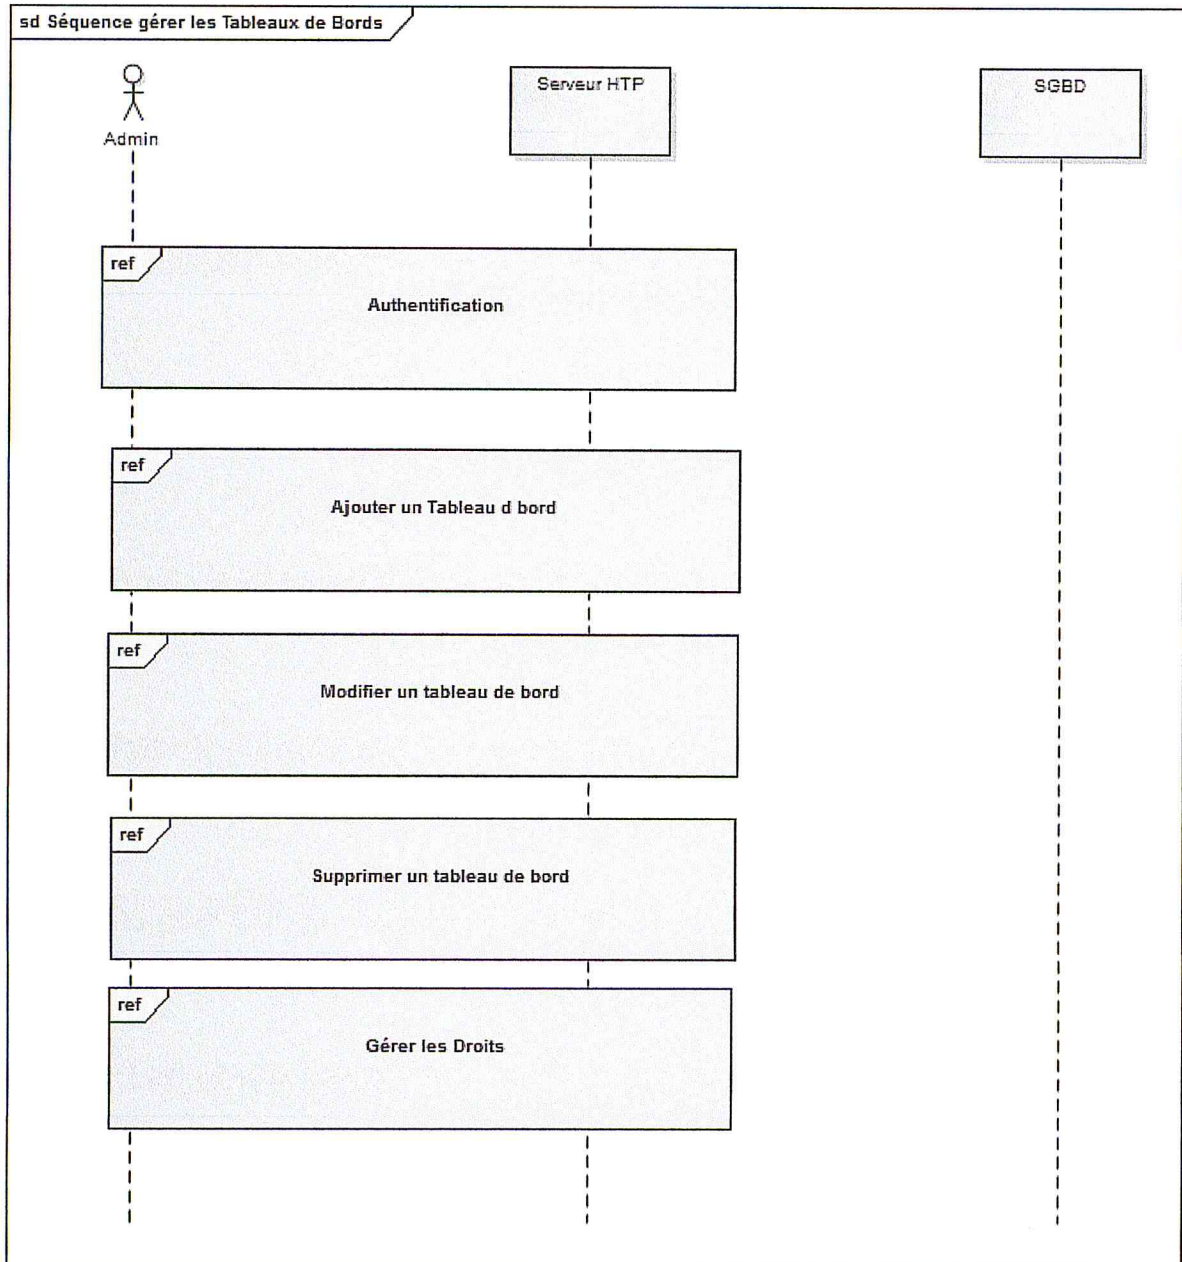 sd Séquence gérer les Tableaux de Bords
Admin
Serveur HTP
SGBD
ref
Authentification
ref
Ajouter un Tableau d bord
ref
Modifier un tableau de bord
ref
Supprimer un tableau de bord
ref
Gérer les Droits